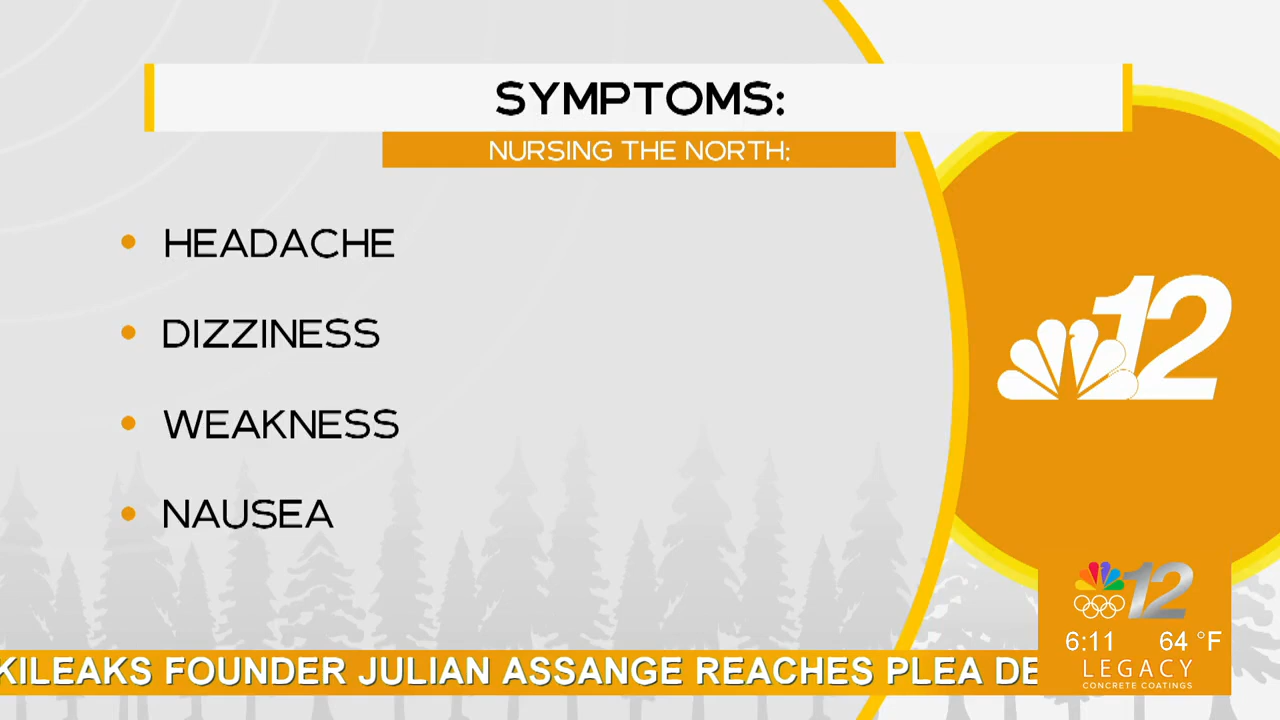 SYMPTOMS:
NURSING THE NORTH:
HEADACHE
DIZZINESS
WEAKNESS
NAUSEA
12
12
6:11 64 °F
LEGACY
CONCRETE COATINGS
KILEAKS FOUNDER JULIAN ASSANGE REACHES PLEA DE